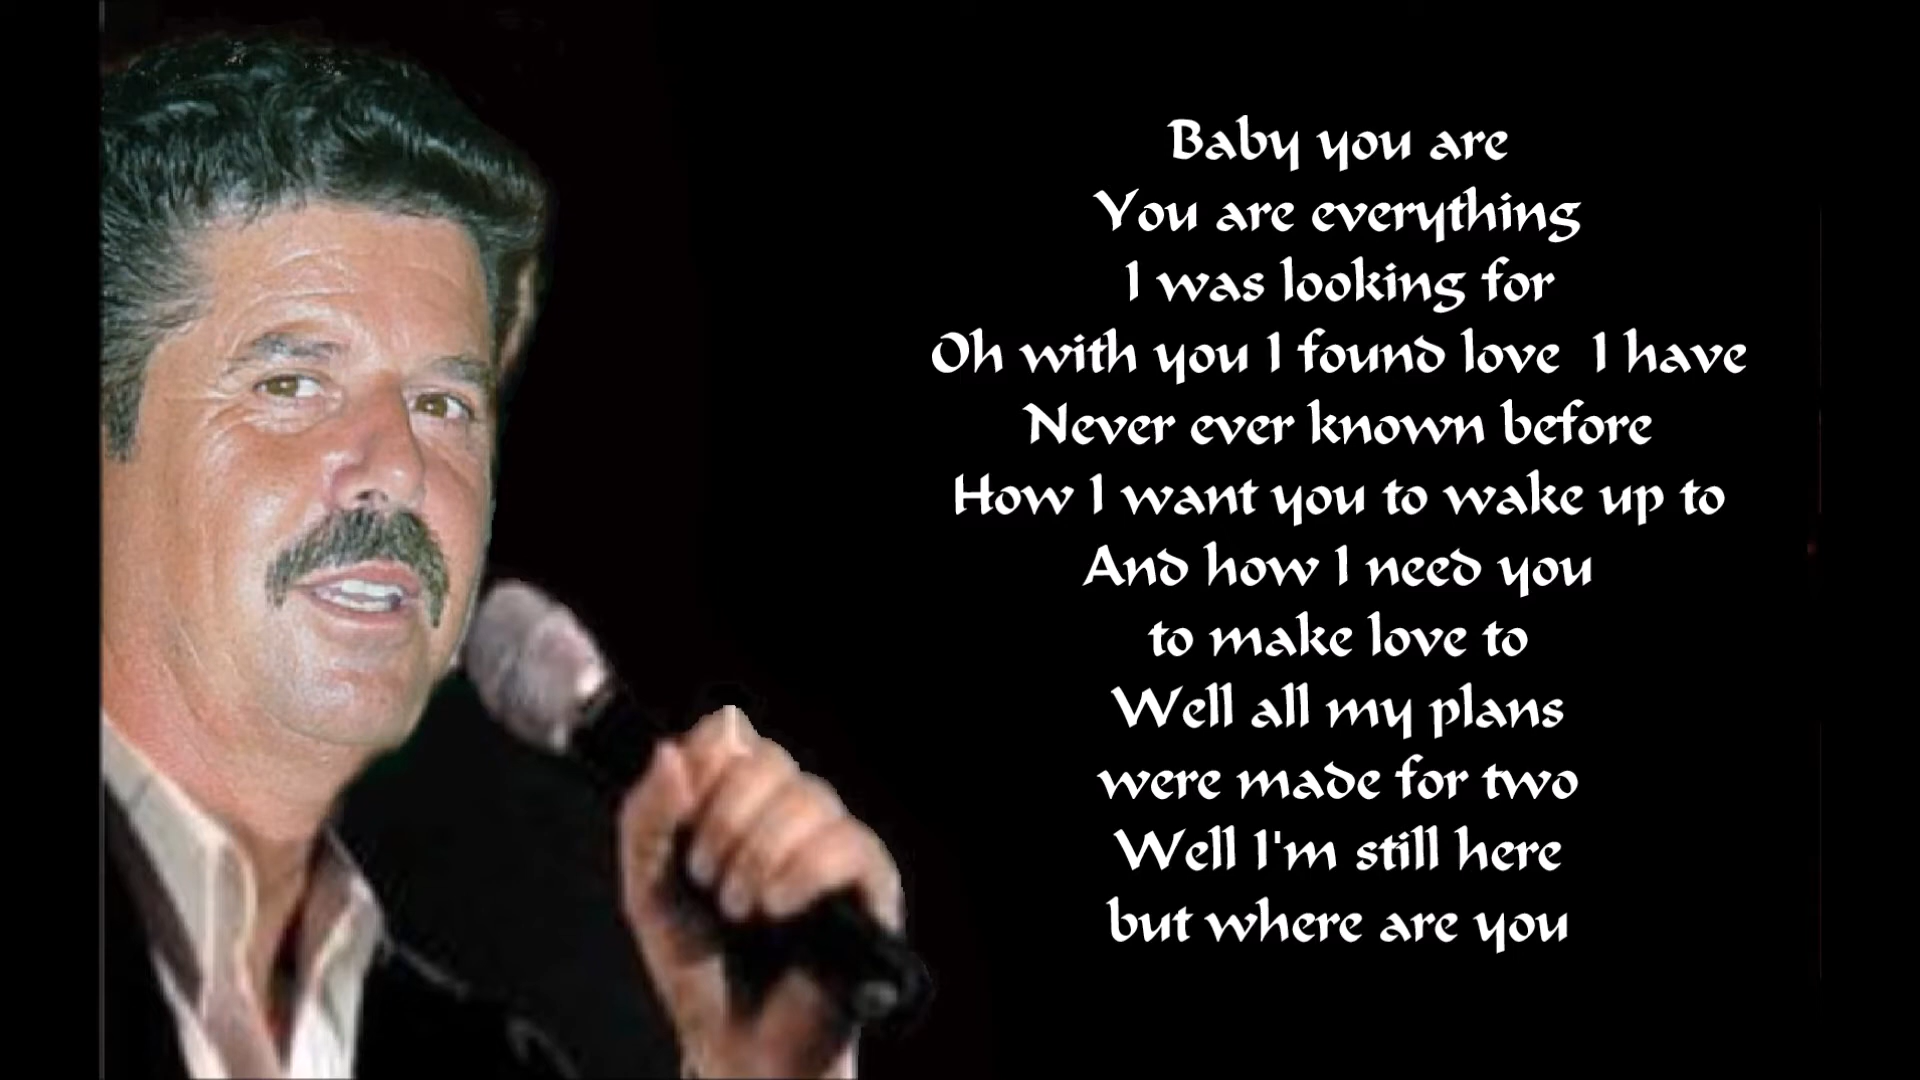 Baby you are
You are everything
I was looking for
Oh with you I found love  I have
Never ever known before
How I want you to wake up to
And how I need you
to make love to
Well all my plans
were made for two
Well I'm still here
but where are you